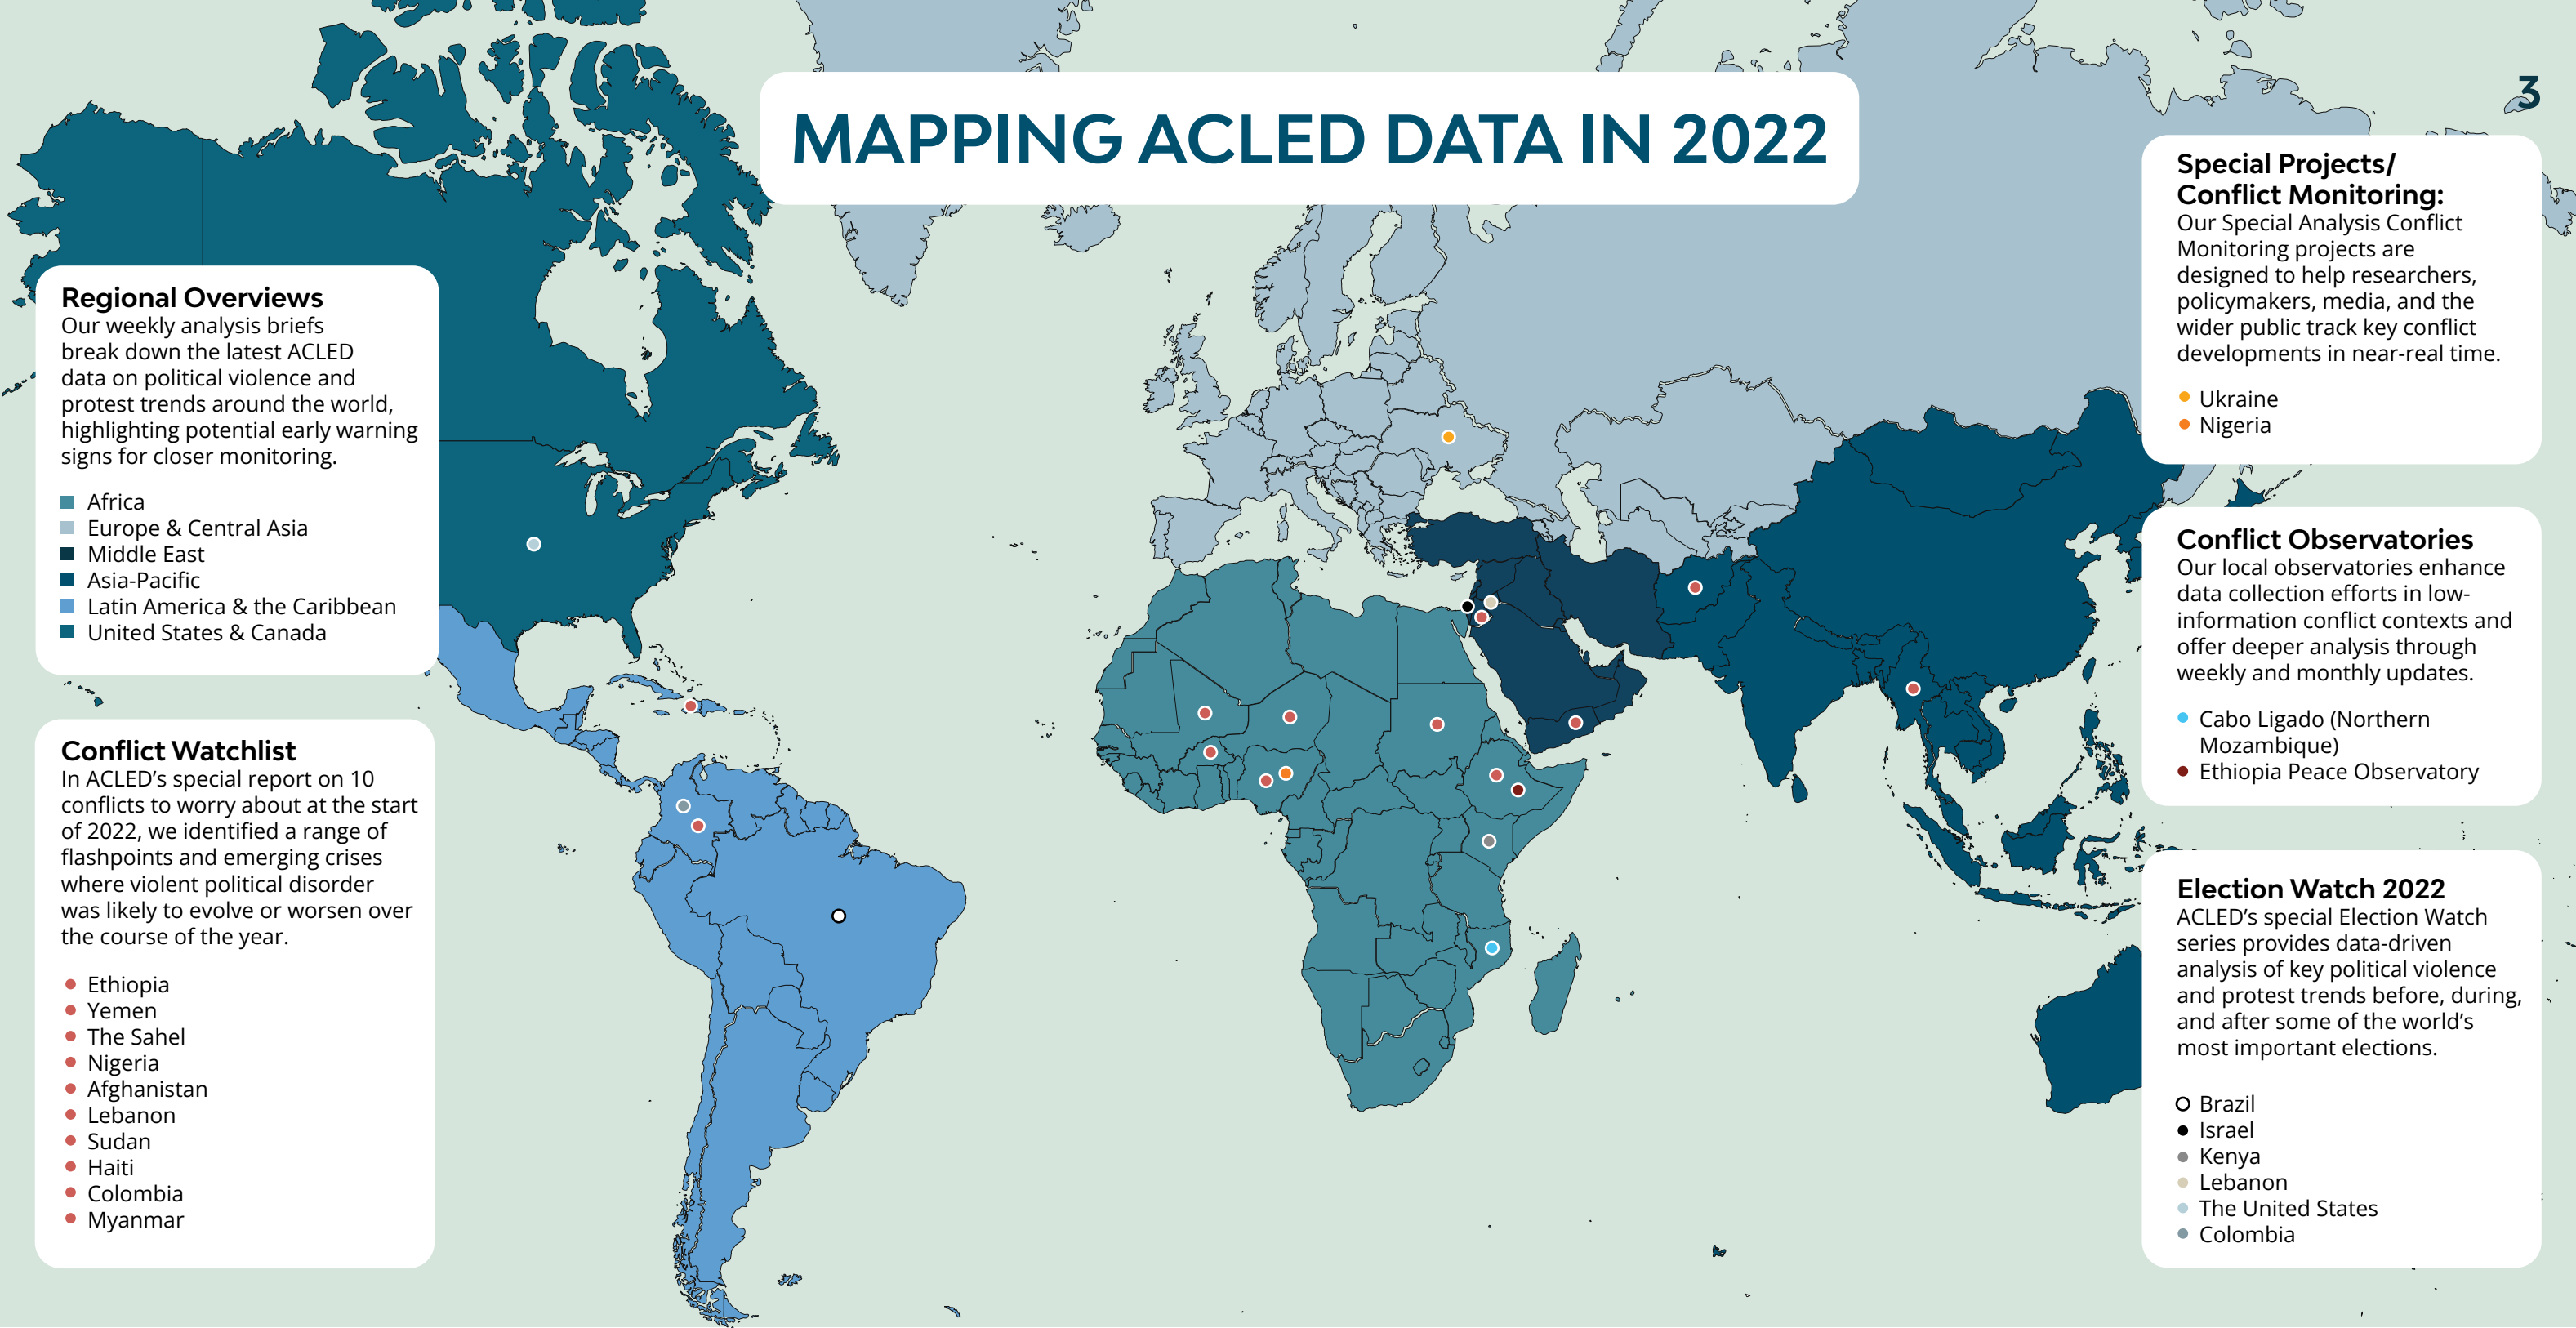 MAPPING ACLED DATA IN 2022
3
Regional Overviews
Our weekly analysis briefs
break down the latest ACLED
data on political violence and
protest trends around the world,
highlighting potential early warning
signs for closer monitoring.
Africa
Europe & Central Asia
Middle East
Asia-Pacific
Latin America & the Caribbean
United States & Canada
Conflict Watchlist
In ACLED’s special report on 10
conflicts to worry about at the start
of 2022, we identified a range of
flashpoints and emerging crises
where violent political disorder
was likely to evolve or worsen over
the course of the year.
Ethiopia
Yemen
The Sahel
Nigeria
Afghanistan
Lebanon
Sudan
Haiti
Colombia
Myanmar
Special Projects/
Conflict Monitoring:
Our Special Analysis Conflict
Monitoring projects are
designed to help researchers,
policymakers, media, and the
wider public track key conflict
developments in near-real time.
Ukraine
Nigeria
Conflict Observatories
Our local observatories enhance
data collection efforts in low-
information conflict contexts and
offer deeper analysis through
weekly and monthly updates.
Cabo Ligado (Northern
Mozambique)
Ethiopia Peace Observatory
Election Watch 2022
ACLED’s special Election Watch
series provides data-driven
analysis of key political violence
and protest trends before, during,
and after some of the world’s
most important elections.
Brazil
Israel
Kenya
Lebanon
The United States
Colombia